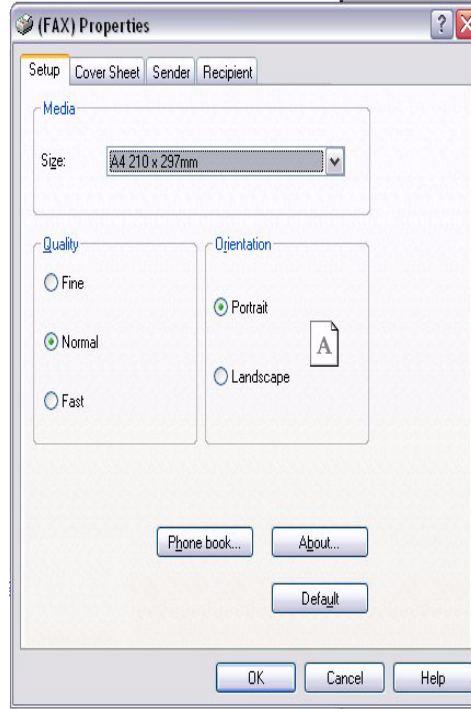 (FAX) Properties
Setup Cover Sheet Sender Recipient
Media
Size: A4 210 x 297mm
Quality
Orientation
Fine
Portrait
Normal
A
Landscape
Fast
Phone book... About...
Default
OK Cancel Help